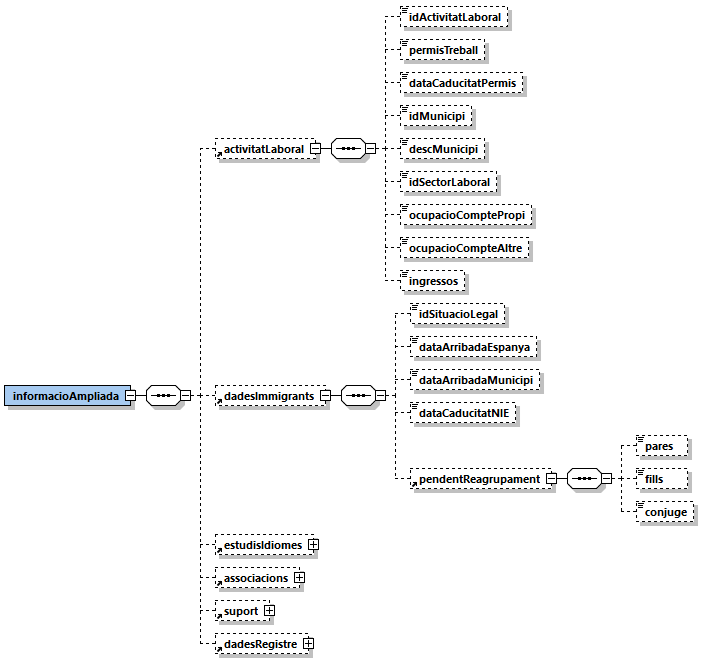 informacioAmpliada
activitatLaboral
idActivitatLaboral
permisTreball
dataCaducitatPermis
idMunicipi
descMunicipi
idSectorLaboral
ocupacioComptePropi
ocupacioCompteAltre
ingressos
dadesImmigrants
idSituacioLegal
dataArribadaEspanya
dataArribadaMunicipi
dataCaducitatNIE
pendentReagrupament
pares
fills
conjuge
estudisIdiomes
associacions
suport
dadesRegistre